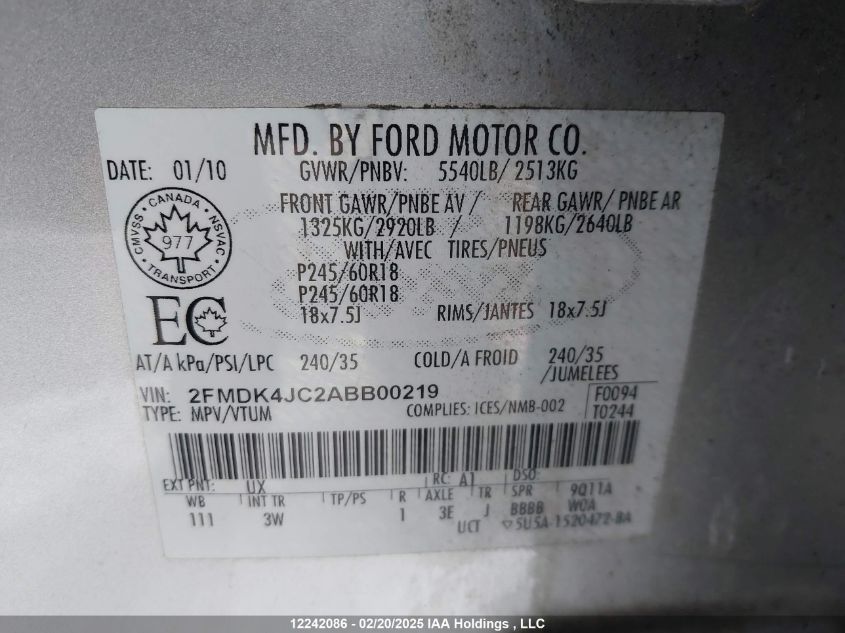 MFD. BY FORD MOTOR CO.
DATE: 01/10 GVWR/PNBV: 5540LB/ 2513KG
FRONT GAWR/PNBE AV / REAR GAWR/ PNBE AR
1325KG/2920LB / 1198KG/2640LB
WITH/AVEC TIRES/PNEUS
CANADA
CMVSS NSVAC
977
TRANSPORT
P245/60R18
P245/60R18
18x7.5J RIMS/JANTES 18x7.5J
EC
AT/A kPa/PSI/LPC 240/35 COLD/A FROID 240/35
/JUMELEES
VIN: 2FMDK4JC2ABB00219 F0094
TYPE: MPV/VTUM COMPLIES: ICES/NMB-002 T0244
EXT PNT: UX RC: A1 DSO:
WB INT TR TP/PS R AXLE TR SPR 9Q11A
111 3W 1 3E J BBBB WOA
UCT 5U5A-1520472-BA
12242086 - 02/20/2025 IAA Holdings , LLC